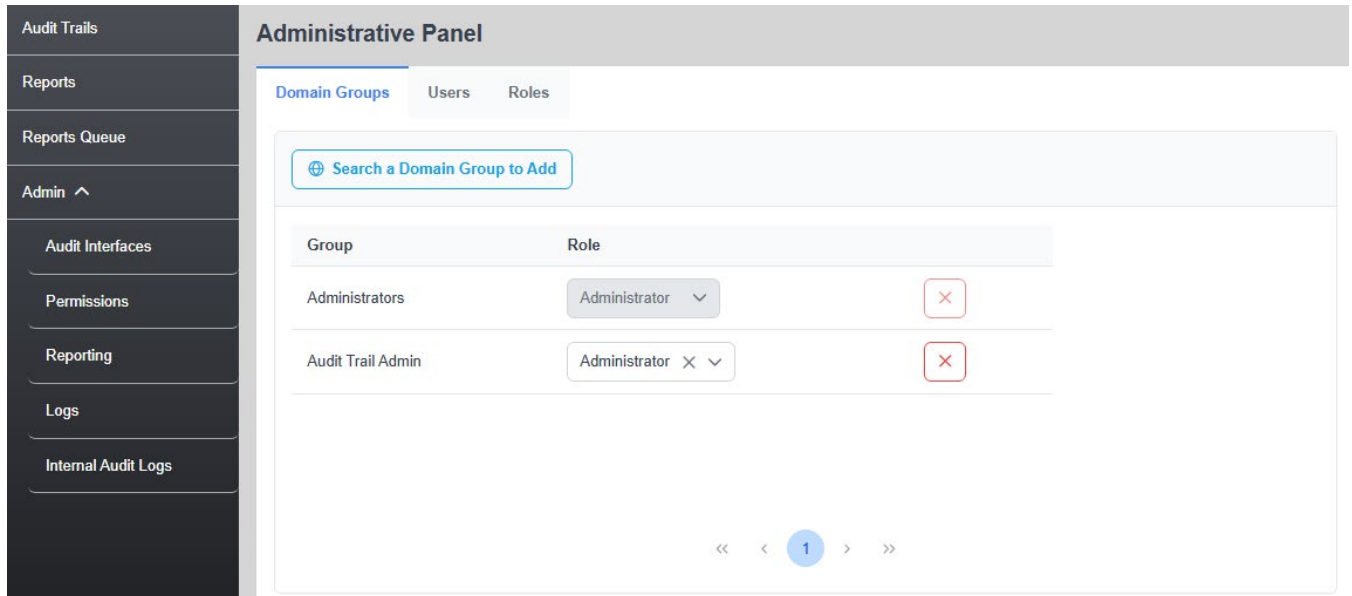 Audit Trails
Reports
Reports Queue
Admin
Audit Interfaces
Permissions
Reporting
Logs
Internal Audit Logs
Administrative Panel
Domain Groups Users Roles
Search a Domain Group to Add
Group Role
Administrators Administrator
Audit Trail Admin Administrator
1